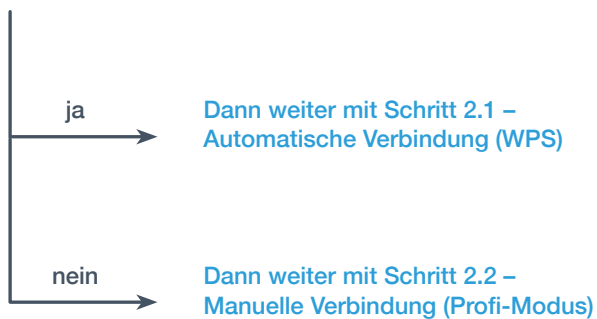 ja
Dann weiter mit Schritt 2.1 –
Automatische Verbindung (WPS)
nein
Dann weiter mit Schritt 2.2 –
Manuelle Verbindung (Profi-Modus)